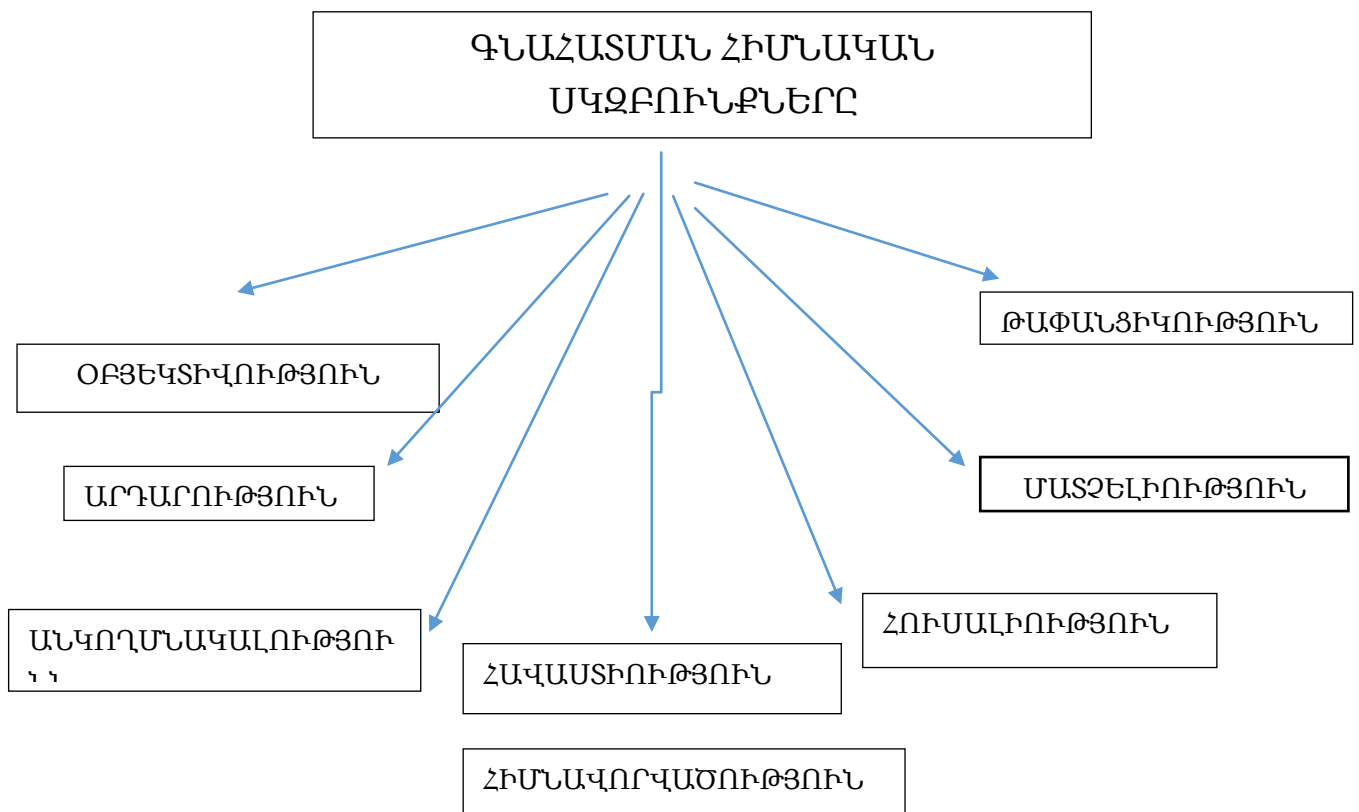 ԳՆԱՀԱՏՄԱՆ ՀԻՄՆԱԿԱՆ
ՍԿԶԲՈՒՆՔՆԵՐԸ
ԹԱՓԱՆՑԻԿՈՒԹՅՈՒՆ
ՕԲՅԵԿՏԻՎՈՒԹՅՈՒՆ
ԱՐԴԱՐՈՒԹՅՈՒՆ
ՄԱՏՉԵԼԻՈՒԹՅՈՒՆ
ԱՆԿՈՂՄՆԱԿԱԼՈՒԹՅՈՒ
ՀՈՒՍԱԼԻՈՒԹՅՈՒՆ
ՀԱՎԱՍՏԻՈՒԹՅՈՒՆ
ՀԻՄՆԱՎՈՐՎԱԾՈՒԹՅՈՒՆ